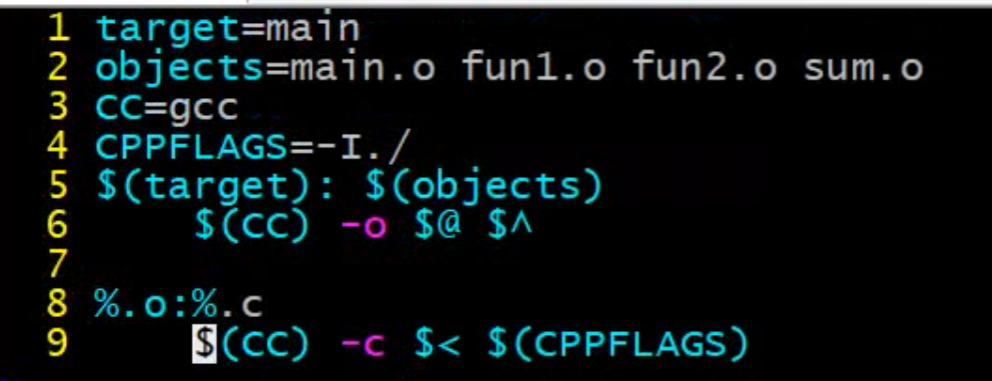 1 target=main
2 objects=main.o fun1.o fun2.o sum.o
3 CC=gcc
4 CPPFLAGS=-I./
5 $(target): $(objects)
6     $(CC) -o $@ $^
7
8 %.o:%.c
9     $(CC) -c $< $(CPPFLAGS)